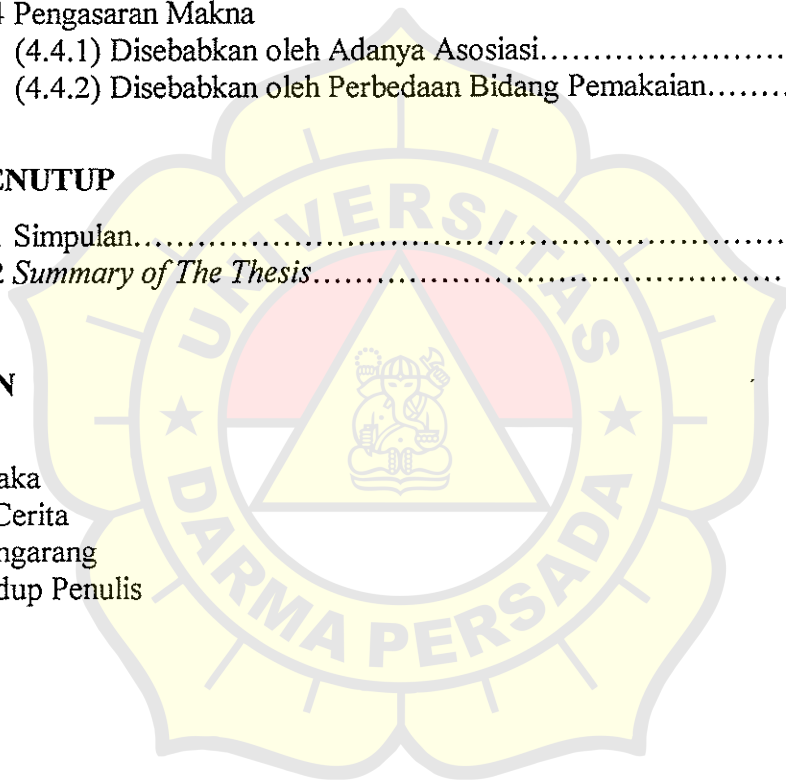 4 Pengasaran Makna
(4.4.1) Disebabkan oleh Adanya Asosiasi.......................
(4.4.2) Disebabkan oleh Perbedaan Bidang Pemakaian.........
ENUTUP
1 Simpulan.................................................................
2 Summary of The Thesis..............................................
N
aka
Cerita
ngarang
dup Penulis
UNIVERSITAS
DARMA PERSADA